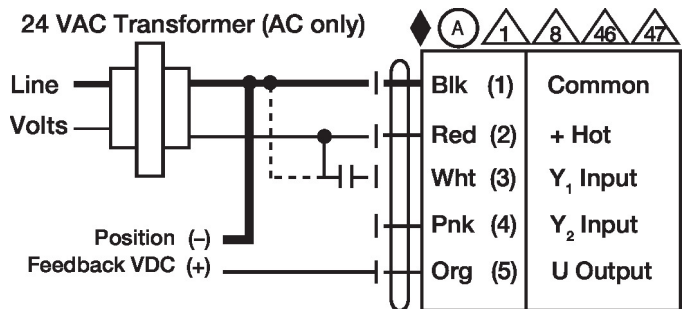 24 VAC Transformer (AC only)
A 1 8 46 47
Line
Volts
Blk (1) Common
Red (2) + Hot
Wht (3) Y1 Input
Pnk (4) Y2 Input
Org (5) U Output
Position (–)
Feedback VDC (+)